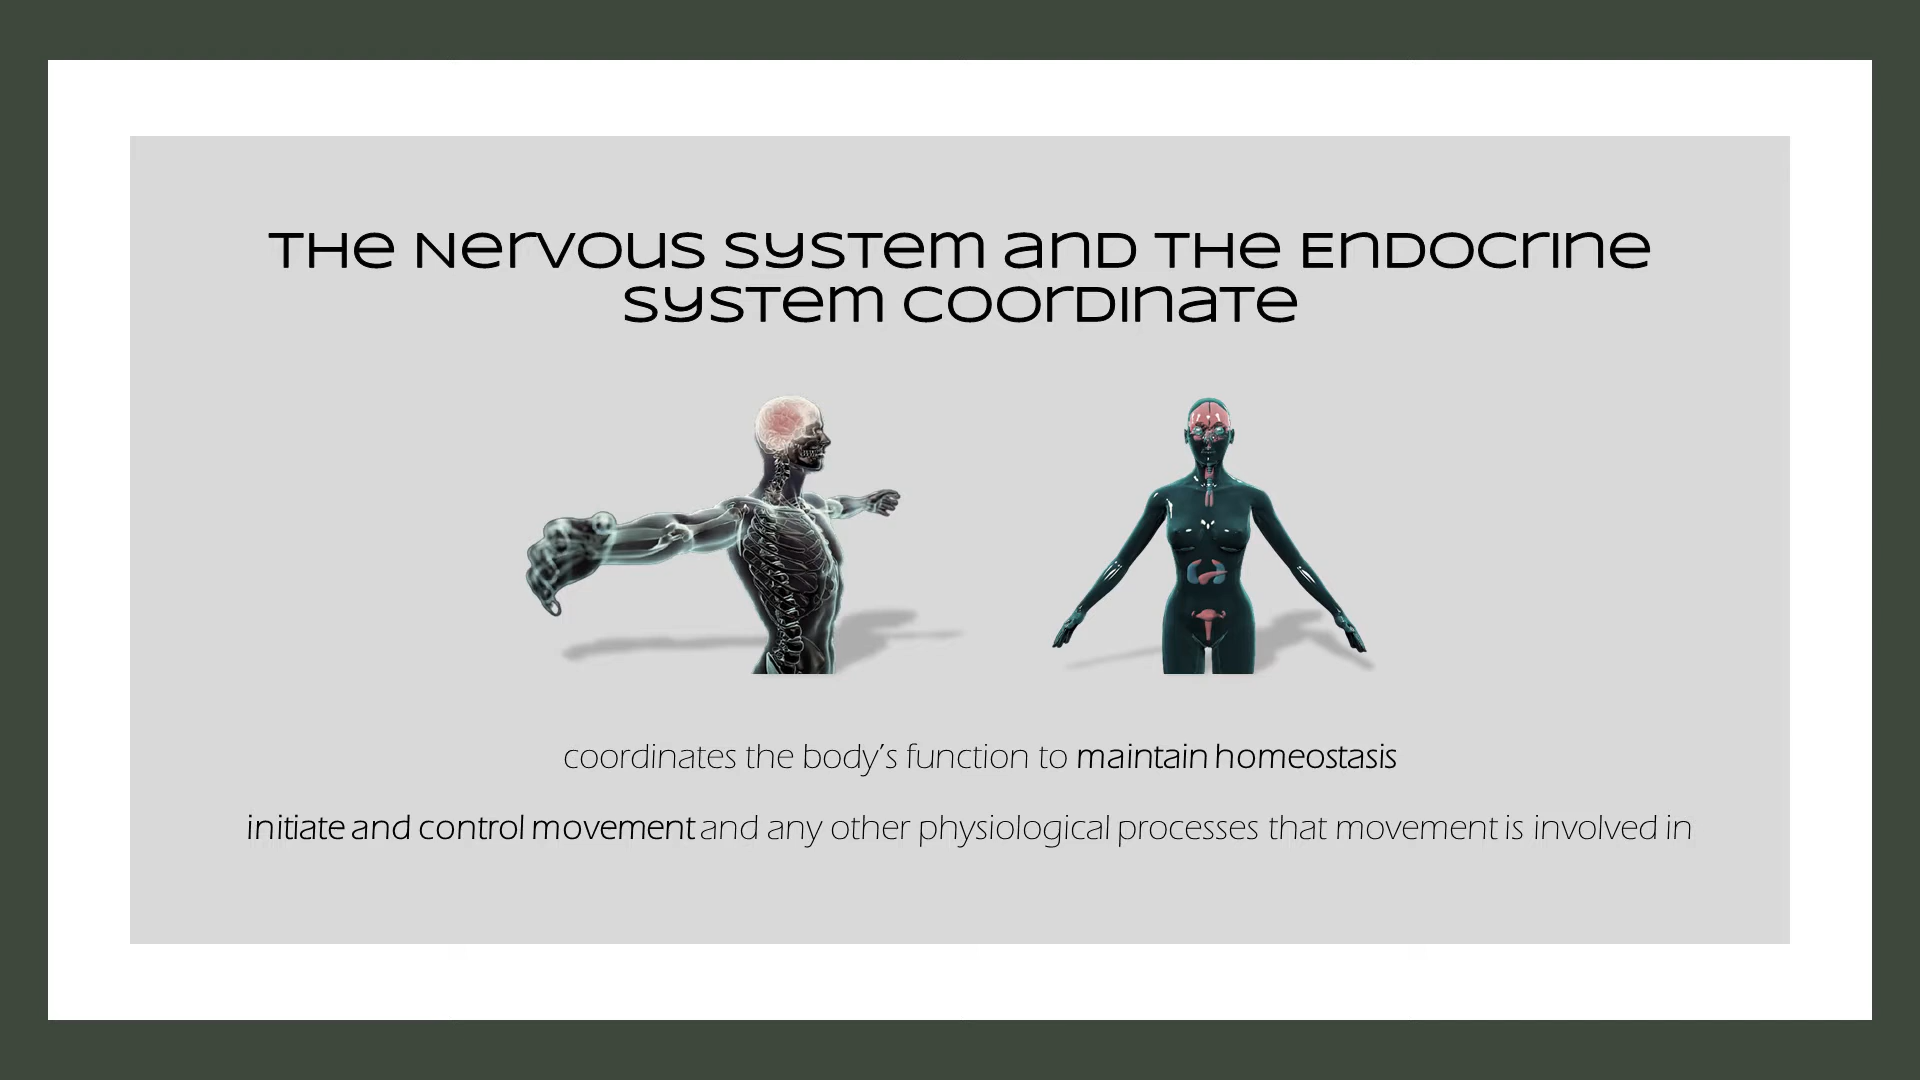 The Nervous System and the Endocrine
System coordinate
coordinates the body's function to maintain homeostasis
initiate and control movement and any other physiological processes that movement is involved in